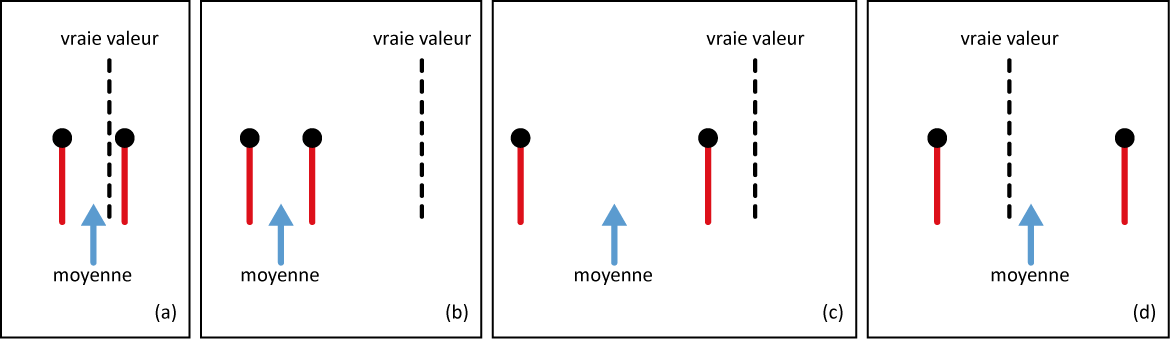 vraie valeur
moyenne
(a)
vraie valeur
moyenne
(b)
vraie valeur
moyenne
(c)
vraie valeur
moyenne
(d)